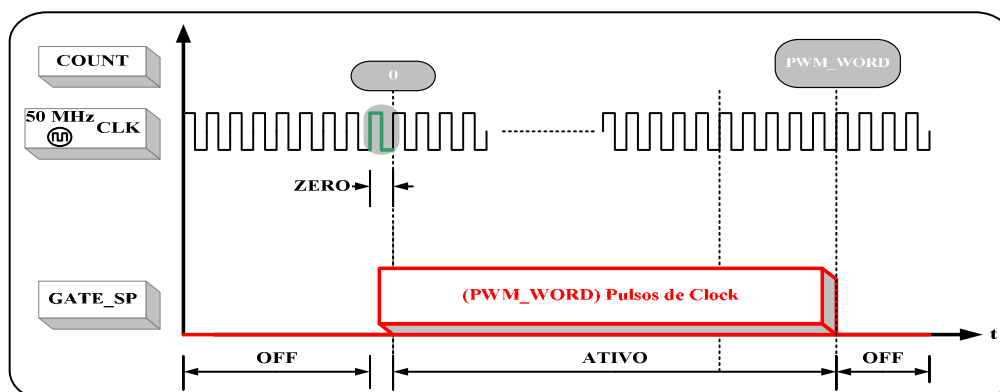 COUNT
0
PWM_WORD
50 MHz
CLK
ZERO
GATE_SP
(PWM_WORD) Pulsos de Clock
t
OFF
ATIVO
OFF